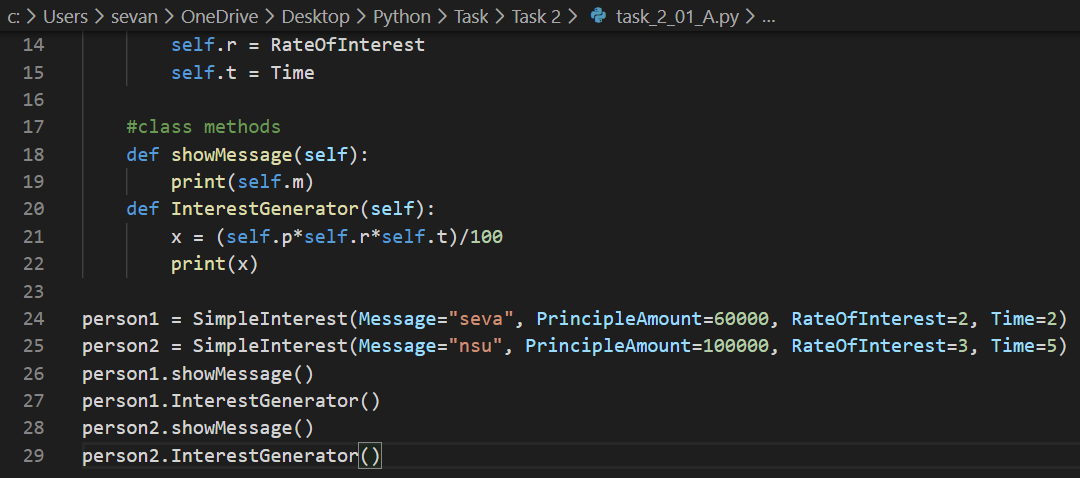 c: > Users > sevan > OneDrive > Desktop > Python > Task > Task 2 > task_2_01_A.py > ...
14         self.r = RateOfInterest
15         self.t = Time
16
17     #class methods
18     def showMessage(self):
19         print(self.m)
20     def InterestGenerator(self):
21         x = (self.p*self.r*self.t)/100
22         print(x)
23
24 person1 = SimpleInterest(Message="seva", PrincipleAmount=60000, RateOfInterest=2, Time=2)
25 person2 = SimpleInterest(Message="nsu", PrincipleAmount=100000, RateOfInterest=3, Time=5)
26 person1.showMessage()
27 person1.InterestGenerator()
28 person2.showMessage()
29 person2.InterestGenerator()